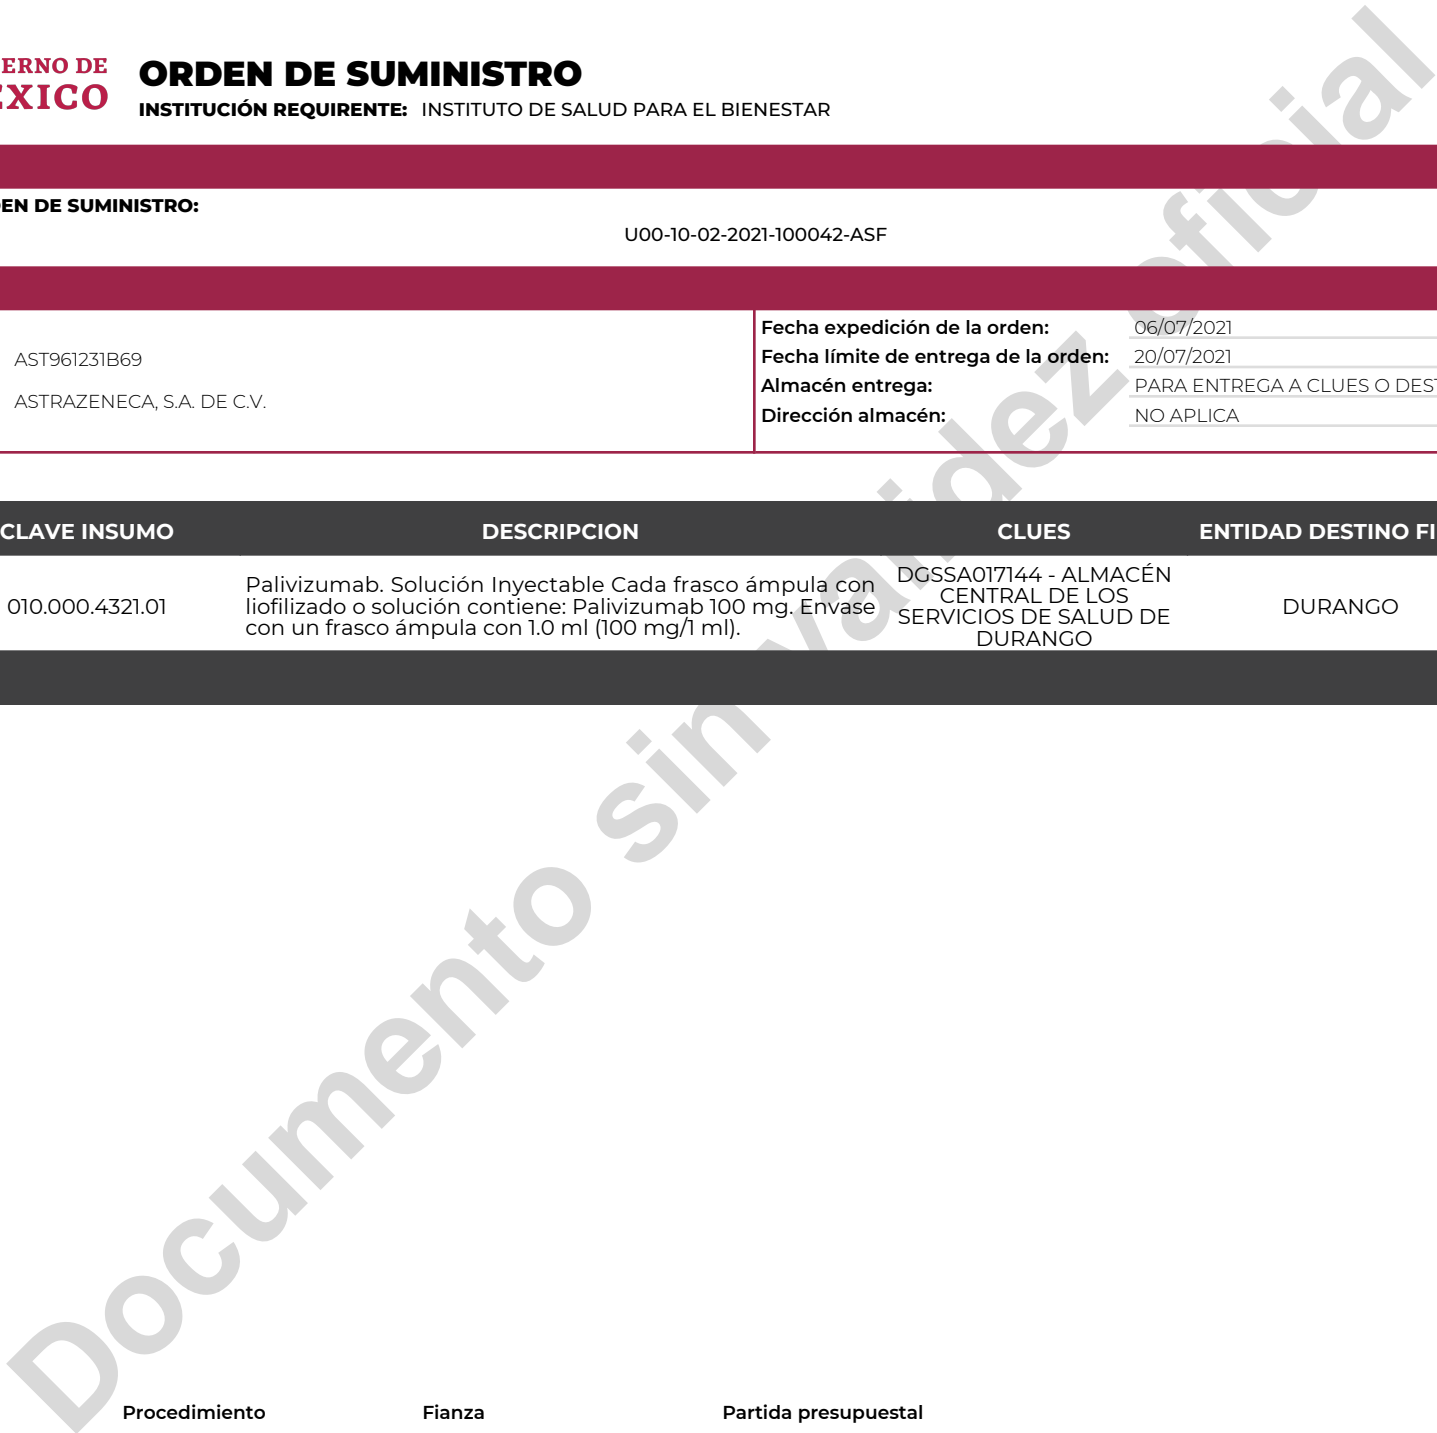 ERNO DE
EXICO
ORDEN DE SUMINISTRO
INSTITUCIÓN REQUIRENTE: INSTITUTO DE SALUD PARA EL BIENESTAR
EN DE SUMINISTRO:
U00-10-02-2021-100042-ASF
AST961231B69
ASTRAZENECA, S.A. DE C.V.
Fecha expedición de la orden: 06/07/2021
Fecha límite de entrega de la orden: 20/07/2021
Almacén entrega: PARA ENTREGA A CLUES O DEST
Dirección almacén: NO APLICA
CLAVE INSUMO DESCRIPCION CLUES ENTIDAD DESTINO FI
010.000.4321.01
Palivizumab. Solución Inyectable Cada frasco ámpula con
liofilizado o solución contiene: Palivizumab 100 mg. Envase
con un frasco ámpula con 1.0 ml (100 mg/1 ml).
DGSSA017144 - ALMACÉN
CENTRAL DE LOS
SERVICIOS DE SALUD DE
DURANGO
DURANGO
Documento sin validez oficial
Procedimiento Fianza Partida presupuestal